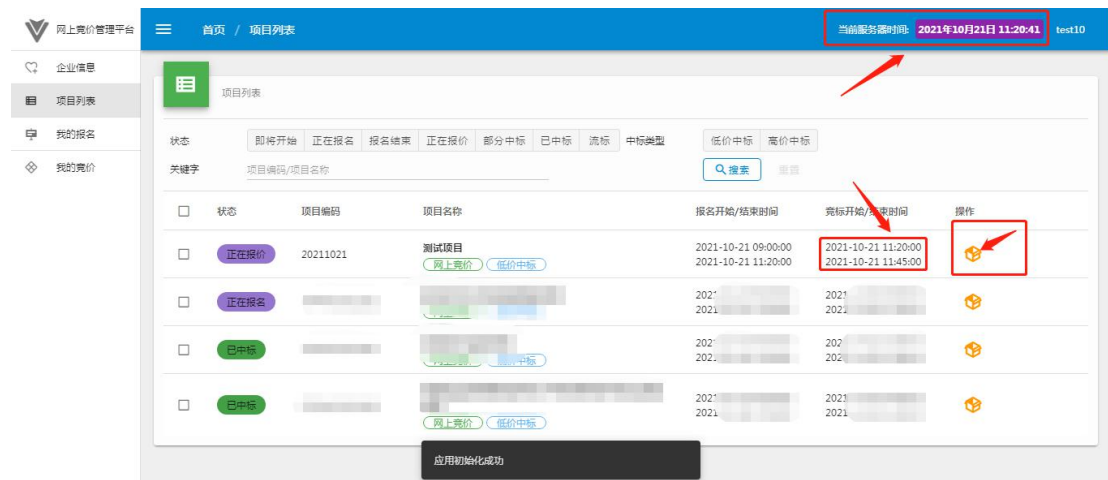 网上竞价管理平台
首页 / 项目列表
当前服务器时间: 2021年10月21日 11:20:41 test10
企业信息
项目列表
我的报名
我的竞价
项目列表
状态 即将开始 正在报名 报名结束 正在报价 部分中标 已中标 流标 中标类型 低价中标 高价中标
关键字 项目编码/项目名称 搜索 重置
状态 项目编码 项目名称 报名开始/结束时间 竞标开始/结束时间 操作
正在报价 20211021 测试项目 2021-10-21 09:00:00 2021-10-21 11:20:00
网上竞价 低价中标 2021-10-21 11:20:00 2021-10-21 11:45:00
正在报名
2021 2021
已中标
中标
已中标
2021 2021
网上竞价 低价中标
应用初始化成功